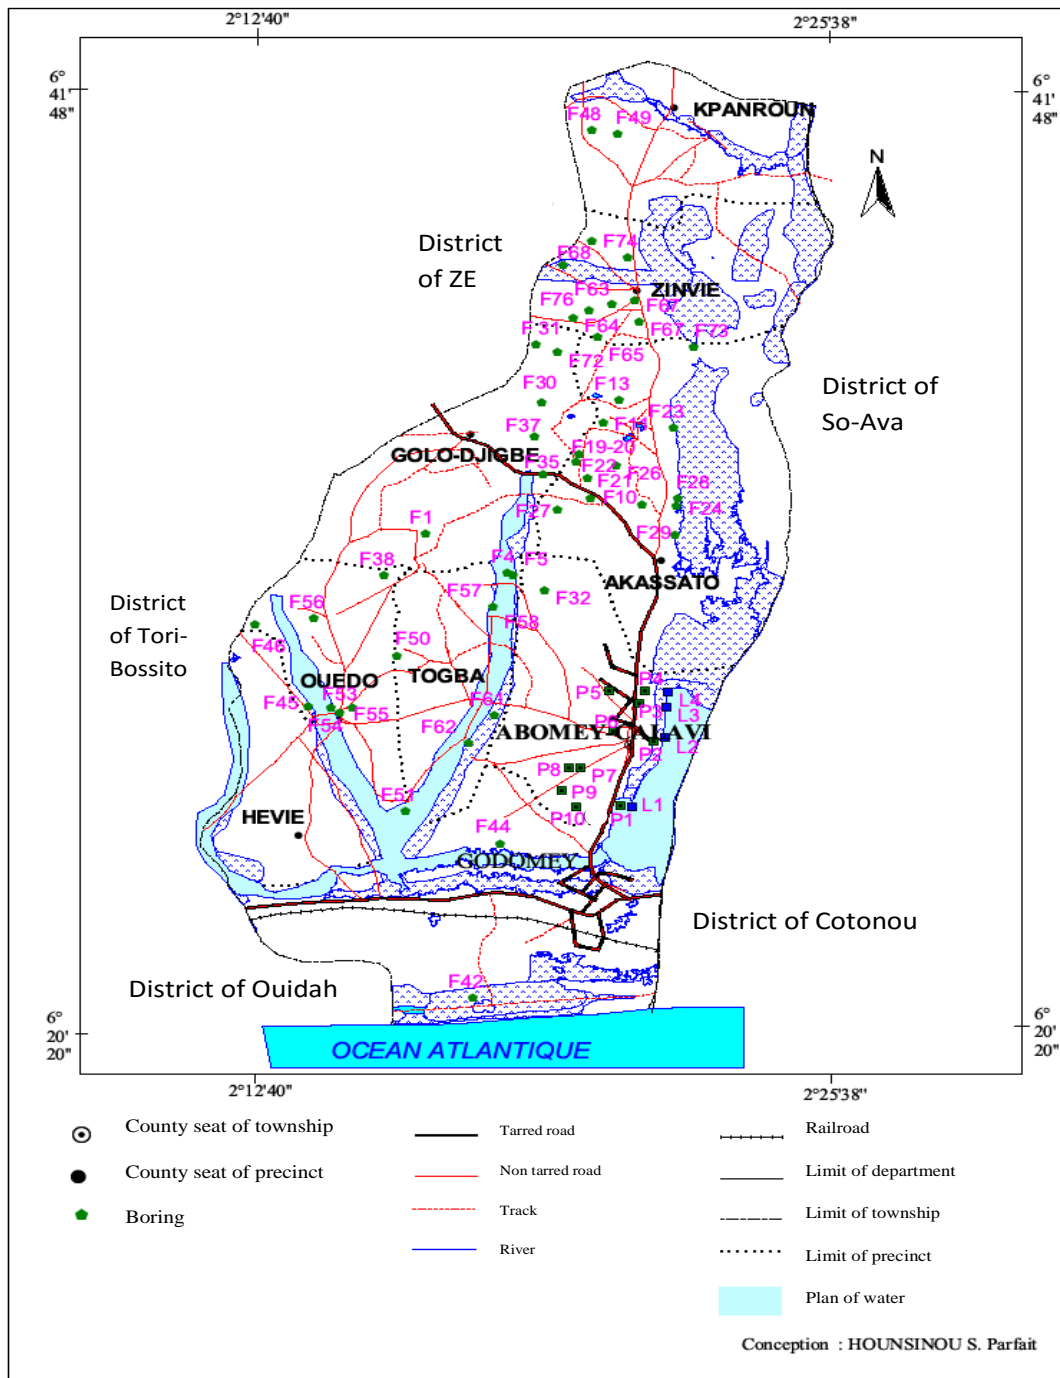 2°12'40"
2°25'38"
6°
41'
48"
6°
41'
48"
KPANROUN
F48
F49
N
District
of ZE
F74
F68
ZINVIE
F63
F76
F67
F64
F67
F73
F 31
F72
F65
F30
F13
District of
So-Ava
F23
F37
F11
GOLO-DJIGBE
F19-20
F35
F22
F26
F21
F28
F10
F24
F27
F29
F1
F4
F5
AKASSATO
F38
F57
F32
District
of Tori-
Bossito
F56
F58
F46
F50
OUEDO
TOGBA
P5
P4
F45
F53
F55
F54
F61
P3
L4
L3
F62
P6
ABOMEY-CALAVI
P2
L2
P8
P7
P9
P10
P1
L1
F51
HEVIE
F44
GODOMEY
District of Cotonou
District of Ouidah
F42
OCEAN ATLANTIQUE
6°
20'
20"
6°
20'
20"
2°12'40"
2°25'38"
County seat of township
Tarred road
Railroad
County seat of precinct
Non tarred road
Limit of department
Boring
Track
Limit of township
River
Limit of precinct
Plan of water
Conception : HOUNSINOU S. Parfait